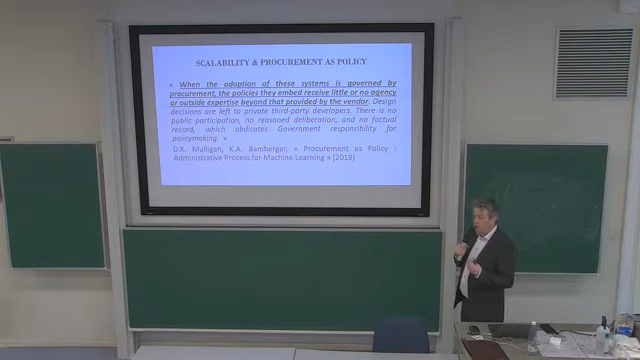 SCALABILITY & PROCUREMENT AS POLICY
« When the adoption of these systems is governed by
procurement, the policies they embed receive little or no agency
or outside expertise beyond that provided by the vendor. Design
decisions are left to private third-party developers. There is no
public participation, no reasoned deliberation, and no factual
record, which abdicates Government responsibility for
policymaking. »
D.K. Mulligan, K.A. Bamberger, « Procurement as Policy :
Administrative Process for Machine Learning » (2019)